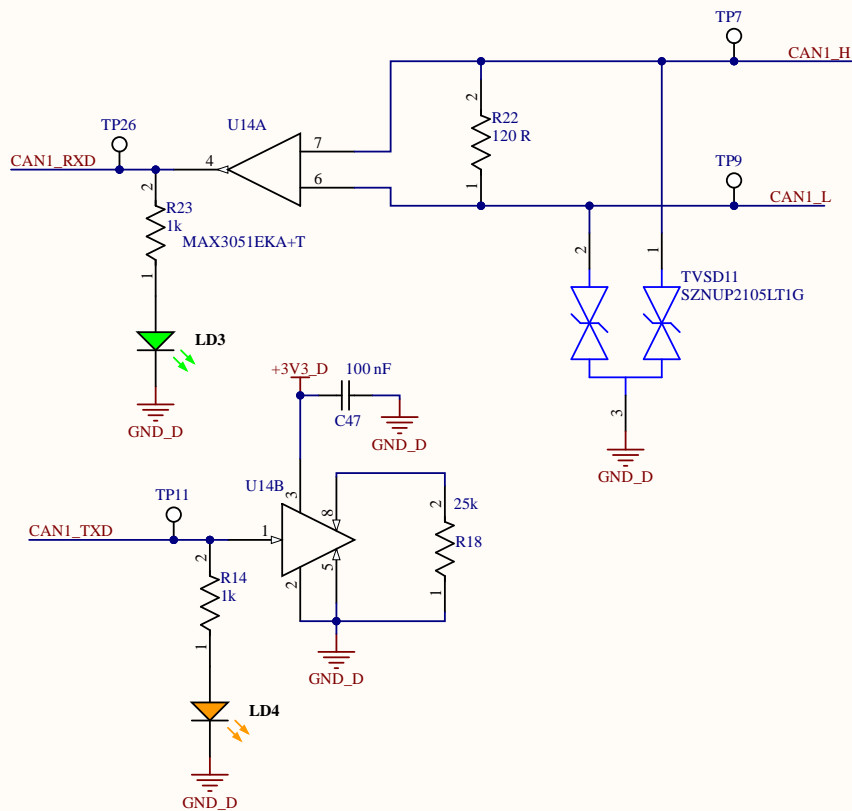 TP7
CAN1_H
TP26
U14A
2
R22
120 R
7
4
CAN1_RXD
TP9
6
1
2
R23
1k
CAN1_L
MAX3051EKA+T
2
1
1
TVSD11
SZNUP2105LT1G
LD3
+3V3_D
100 nF
C47
3
GND_D
GND_D
GND_D
U14B
3
TP11
8
2
25k
CAN1_TXD
1
R18
2
5
R14
1k
2
1
1
GND_D
LD4
GND_D